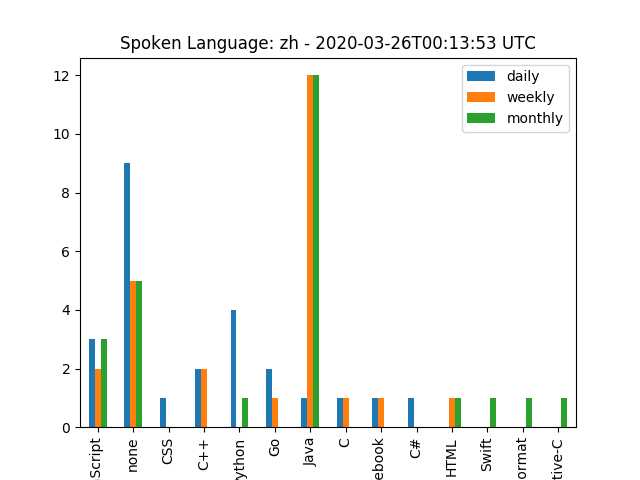 Spoken Language: zh - 2020-03-26T00:13:53 UTC
daily
weekly
monthly
12
10
8
6
4
2
0
Script
none
CSS
C++
ython
Go
Java
C
ebook
C#
HTML
Swift
ormat
tive-C